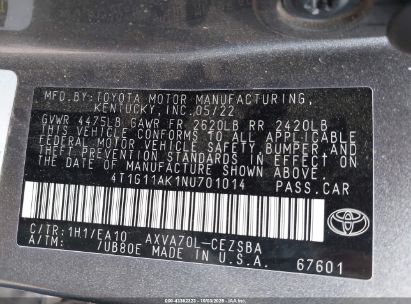 MFD.BY:TOYOTA MOTOR MANUFACTURING,
KENTUCKY, INC. 05/22
GVWR 4475LB GAWR FR 2620LB RR 2420LB
THIS VEHICLE CONFORMS TO ALL APPLICABLE
FEDERAL MOTOR VEHICLE SAFETY BUMPER, AND
THEFT PREVENTION STANDARDS IN EFFECT ON
THE DATE OF MANUFACTURE SHOWN ABOVE.
4T1G11AK1NU701014 PASS.CAR
C/TR:1H1/EA10 AXVA70L-CEZSBA
A/TM: /UB80E MADE IN U.S.A.
TOYOTA
67601